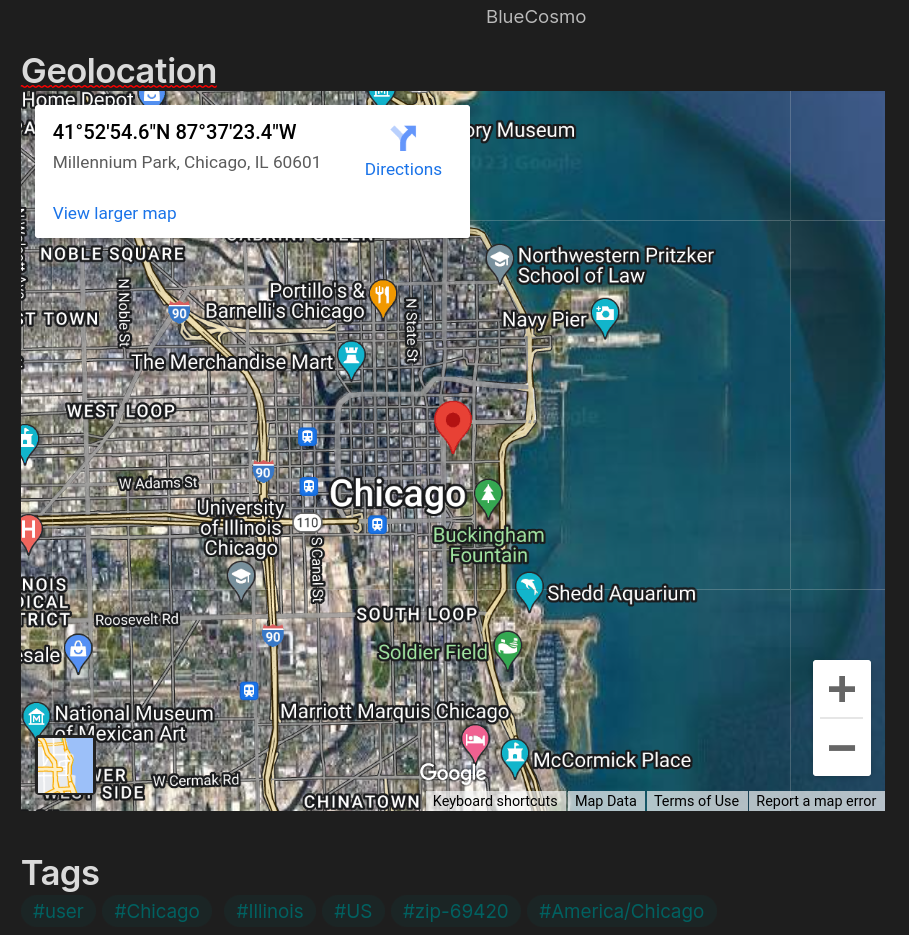 BlueCosmo
Geolocation
Home Depot
41°52'54.6"N 87°37'23.4"W
Millennium Park, Chicago, IL 60601
Directions
View larger map
ory Museum
NOBLE SQUARE
Northwestern Pritzker
School of Law
N Noble St
Portillo's &
Barnelli's Chicago
N State St
90
ST TOWN
Navy Pier
The Merchandise Mart
WEST LOOP
Google
90
W Adams St
Chicago
University
of Illinois
Chicago
110
S Canal St
Buckingham
Fountain
H
NOIS
DICAL
TRICT
Shedd Aquarium
Roosevelt Rd
SOUTH LOOP
90
esale
Soldier Field
National Museum
of Mexican Art
Marriott Marquis Chicago
McCormick Place
VER
WEST SIDE
W Cermak Rd
Google
CHINATOWN
Keyboard shortcuts
Map Data
Terms of Use
Report a map error
Tags
#user #Chicago #Illinois #US #zip-69420 #America/Chicago